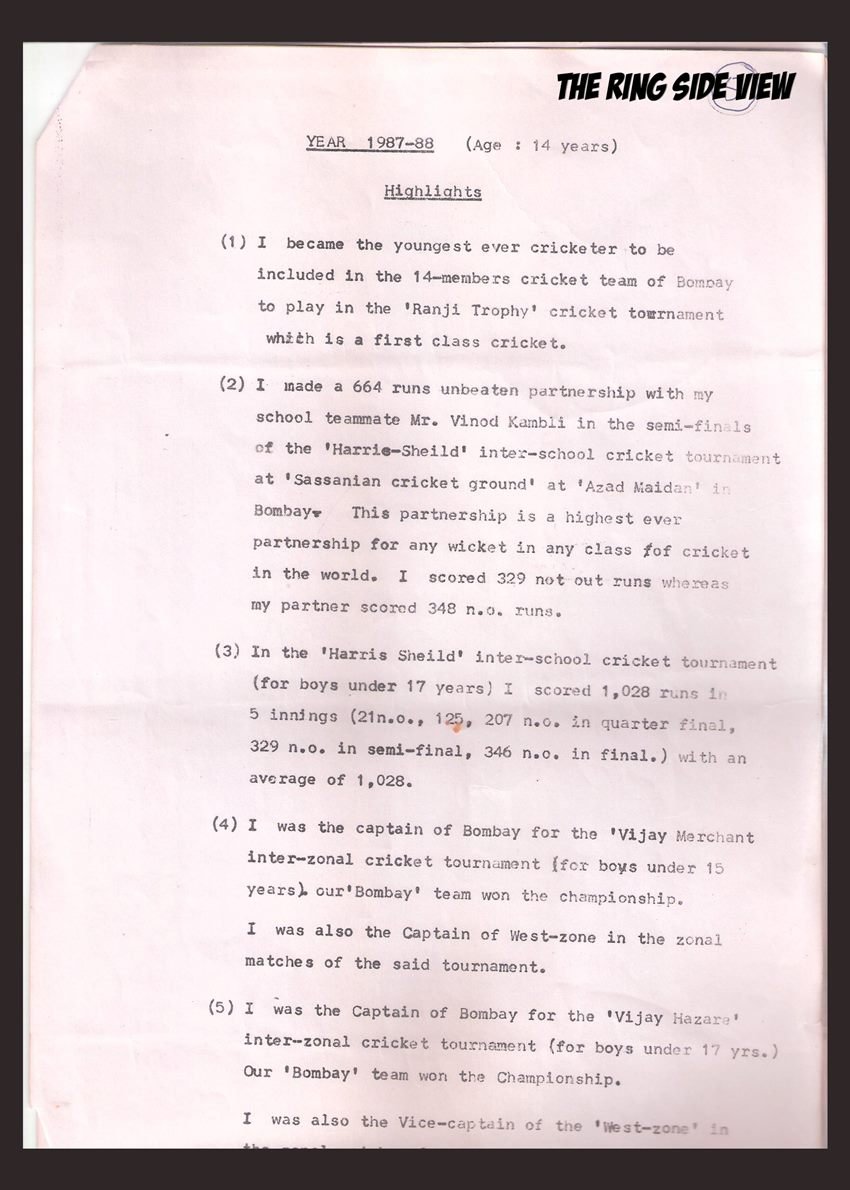 THE RING SIDE VIEW
YEAR 1987-88 (Age : 14 years)
Highlights
(1) I became the youngest ever cricketer to be
included in the 14-members cricket team of Bombay
to play in the 'Ranji Trophy' cricket tournament
which is a first class cricket.
(2) I made a 664 runs unbeaten partnership with my
school teammate Mr. Vinod Kambli in the semi-finals
of the 'Harris-Sheild' inter-school cricket tournament
at 'Sassanian cricket ground' at 'Azad Maidan' in
Bombay. This partnership is a highest ever
partnership for any wicket in any class of cricket
in the world. I scored 329 not out runs whereas
my partner scored 348 n.o. runs.
(3) In the 'Harris Sheild' inter-school cricket tournament
(for boys under 17 years) I scored 1,028 runs in
5 innings (21n.o., 125, 207 n.o. in quarter final,
329 n.o. in semi-final, 346 n.o. in final.) with an
average of 1,028.
(4) I was the captain of Bombay for the 'Vijay Merchant
inter-zonal cricket tournament (for boys under 15
years). our'Bombay' team won the championship.
I was also the Captain of West-zone in the zonal
matches of the said tournament.
(5) I was the Captain of Bombay for the 'Vijay Hazare'
inter-zonal cricket tournament (for boys under 17 yrs.)
Our 'Bombay' team won the Championship.
I was also the Vice-captain of the 'West-zone' in